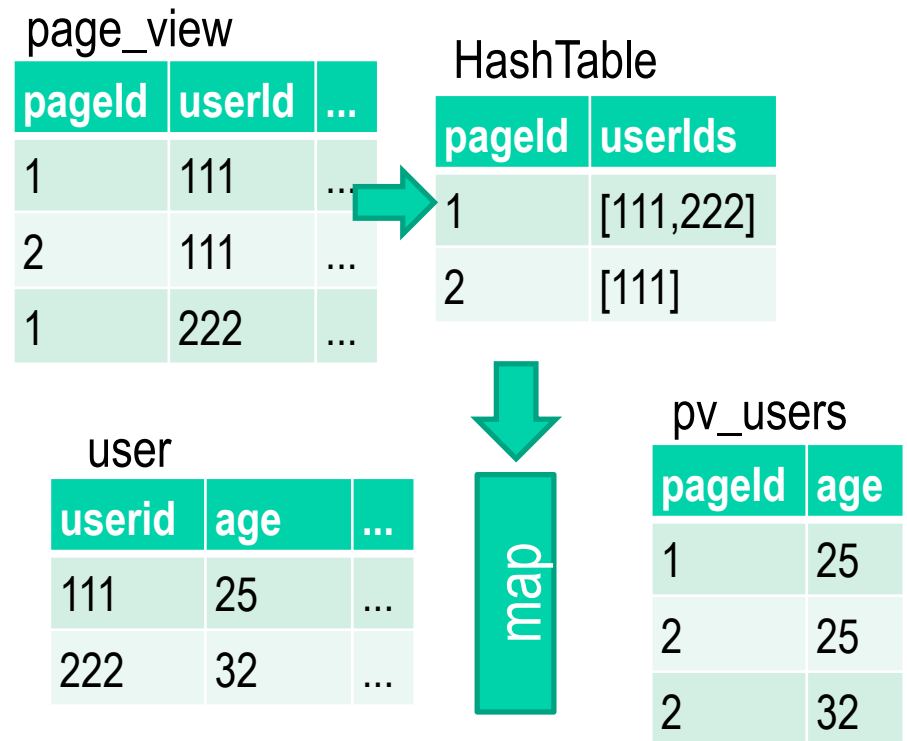 page_view
pageId userId ...
1 111 ...
2 111 ...
1 222 ...
HashTable
pageId userIds
1 [111,222]
2 [111]
user
userid age ...
111 25 ...
222 32 ...
map
pv_users
pageId age
1 25
2 25
2 32